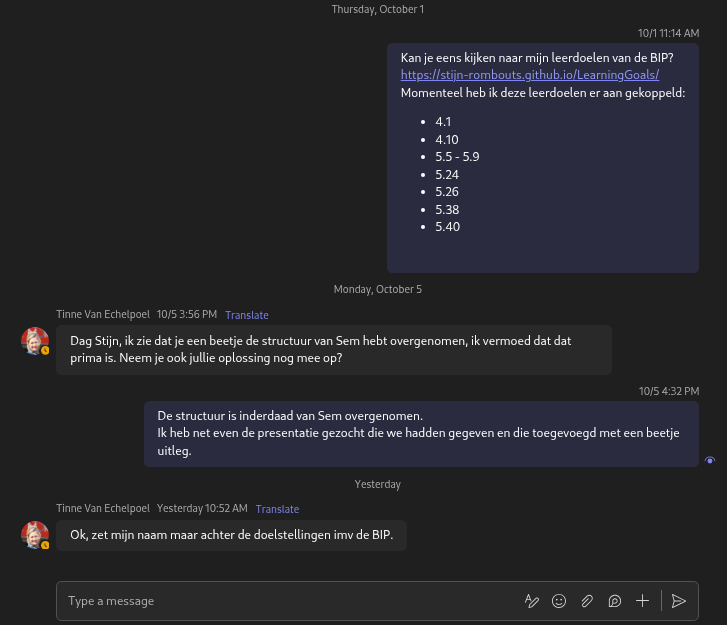 Thursday, October 1
10/1 11:14 AM
Kan je eens kijken naar mijn leerdoelen van de BIP?
https://stijn-rombouts.github.io/LearningGoals/
Momenteel heb ik deze leerdoelen er aan gekoppeld:
• 4.1
• 4.10
• 5.5 - 5.9
• 5.24
• 5.26
• 5.38
• 5.40
Monday, October 5
Tinne Van Echelpoel 10/5 3:56 PM Translate
Dag Stijn, ik zie dat je een beetje de structuur van Sem hebt overgenomen, ik vermoed dat dat
prima is. Neem je ook jullie oplossing nog mee op?
10/5 4:32 PM
De structuur is inderdaad van Sem overgenomen.
Ik heb net even de presentatie gezocht die we hadden gegeven en die toegevoegd met een beetje
uitleg.
Yesterday
Tinne Van Echelpoel Yesterday 10:52 AM Translate
Ok, zet mijn naam maar achter de doelstellingen imv de BIP.
Type a message